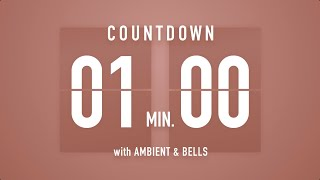 COUNTDOWN
01 MIN. 00
with AMBIENT & BELLS